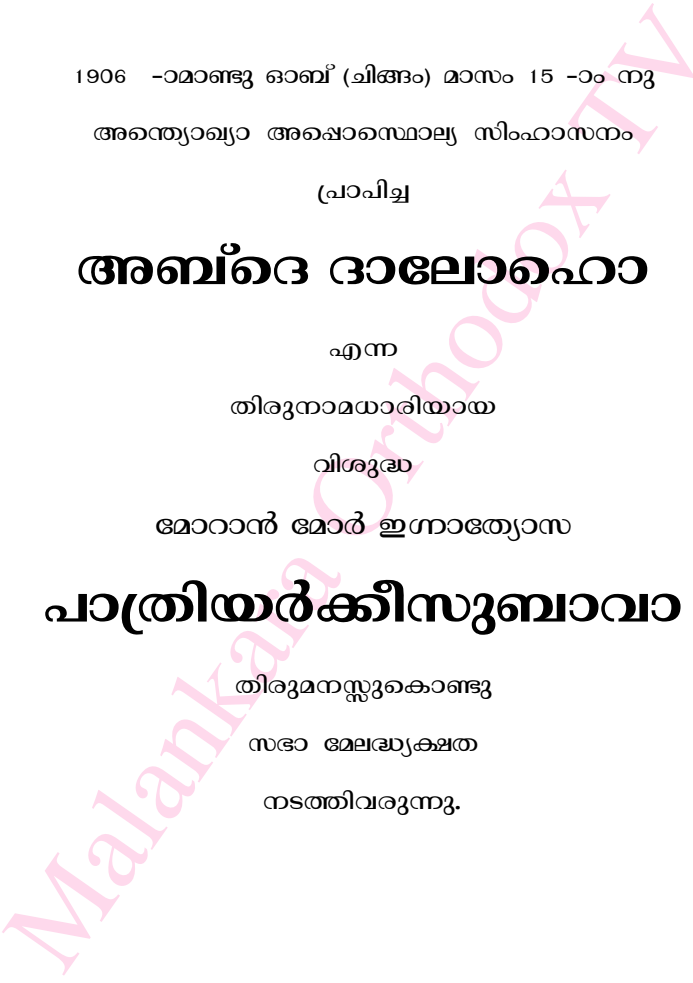 1906 -ാമാണ്ടു ഓബ് (ചിങ്ങം) മാസം 15 -ാം നു
അന്ത്യൊഖ്യാ അപ്പൊസ്ഥൊല്യ സിംഹാസനം
പ്രാപിച്ച
അബ്ദെ ദാലോഹൊ
എന്ന
തിരുനാമധാരിയായ
വിശുദ്ധ
മോറാൻ മോർ ഇഗ്നാത്യോസ
പാത്രിയർക്കീസുബാവാ
തിരുമനസ്സുകൊണ്ടു
സഭാ മേലദ്ധ്യക്ഷത
നടത്തിവരുന്നു.
Malankara Orthodox TV